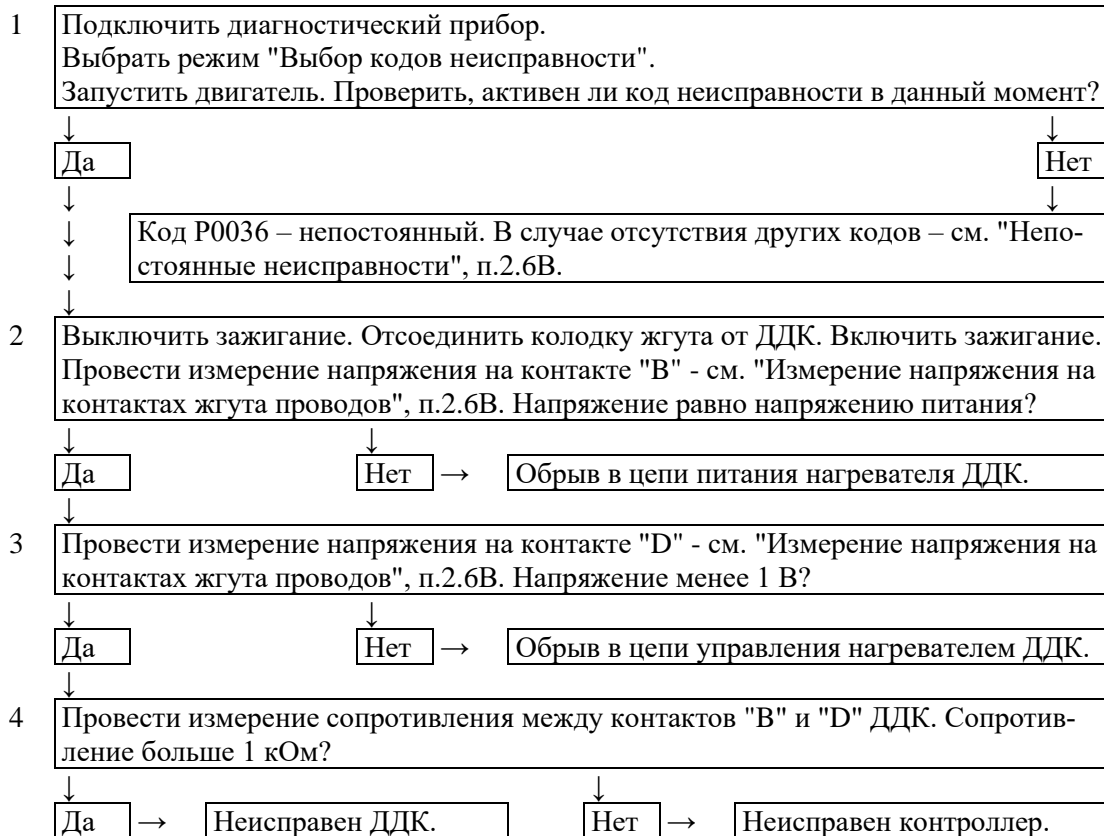 1 Подключить диагностический прибор.
Выбрать режим "Выбор кодов неисправности".
Запустить двигатель. Проверить, активен ли код неисправности в данный момент?
↓ ↓
Да Нет
↓ ↓
↓ Код P0036 – непостоянный. В случае отсутствия других кодов – см. "Непо-
↓ стоянные неисправности", п.2.6В.
↓
2 Выключить зажигание. Отсоединить колодку жгута от ДДК. Включить зажигание.
Провести измерение напряжения на контакте "B" - см. "Измерение напряжения на
контактах жгута проводов", п.2.6В. Напряжение равно напряжению питания?
↓ ↓
Да Нет → Обрыв в цепи питания нагревателя ДДК.
↓
3 Провести измерение напряжения на контакте "D" - см. "Измерение напряжения на
контактах жгута проводов", п.2.6В. Напряжение менее 1 В?
↓ ↓
Да Нет → Обрыв в цепи управления нагревателем ДДК.
↓
4 Провести измерение сопротивления между контактов "B" и "D" ДДК. Сопротив-
ление больше 1 кОм?
↓ ↓
Да → Неисправен ДДК. Нет → Неисправен контроллер.